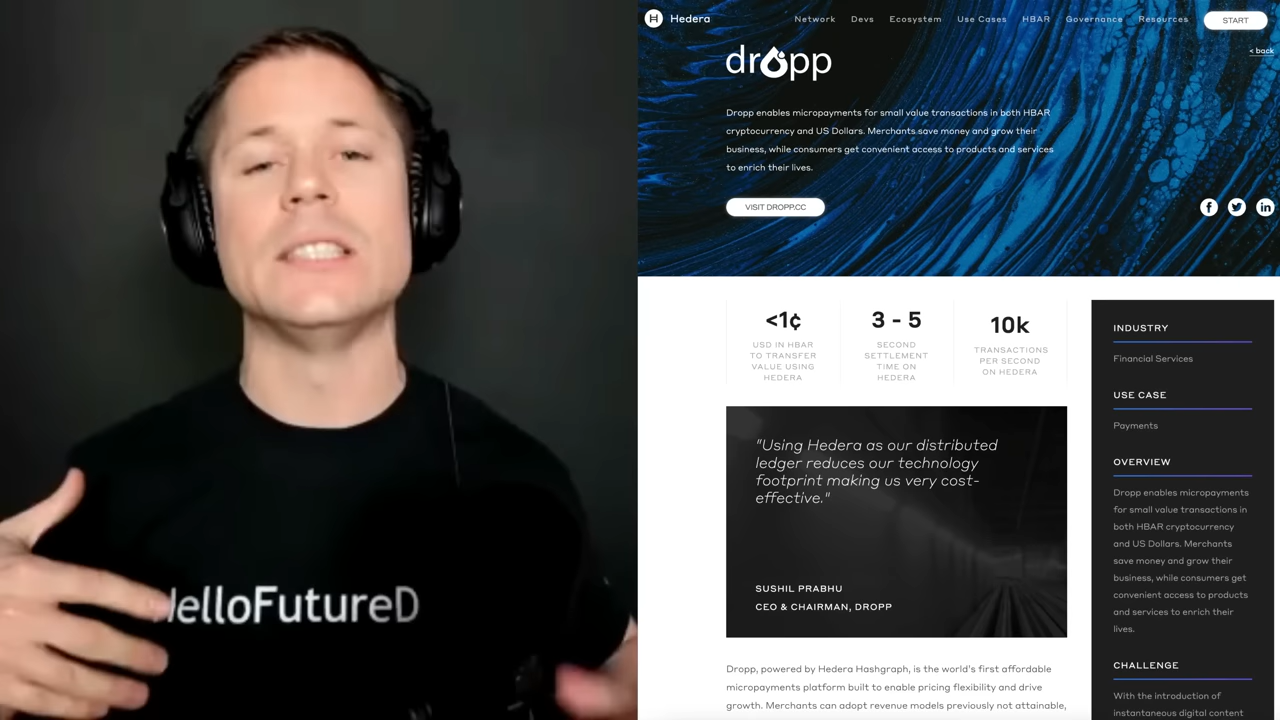 elloFutureD
Hedera
Network Devs Ecosystem Use Cases HBAR Governance Resources START
< back
dropp
Dropp enables micropayments for small value transactions in both HBAR
cryptocurrency and US Dollars. Merchants save money and grow their
business, while consumers get convenient access to products and services
to enrich their lives.
VISIT DROPP.CC
<1¢
USD IN HBAR
TO TRANSFER
VALUE USING
HEDERA
3 - 5
SECOND
SETTLEMENT
TIME ON
HEDERA
10k
TRANSACTIONS
PER SECOND
ON HEDERA
"Using Hedera as our distributed
ledger reduces our technology
footprint making us very cost-
effective."
SUSHIL PRABHU
CEO & CHAIRMAN, DROPP
Dropp, powered by Hedera Hashgraph, is the world's first affordable
micropayments platform built to enable pricing flexibility and drive
growth. Merchants can adopt revenue models previously not attainable,
INDUSTRY
Financial Services
USE CASE
Payments
OVERVIEW
Dropp enables micropayments
for small value transactions in
both HBAR cryptocurrency
and US Dollars. Merchants
save money and grow their
business, while consumers get
convenient access to products
and services to enrich their
lives.
CHALLENGE
With the introduction of
instantaneous digital content